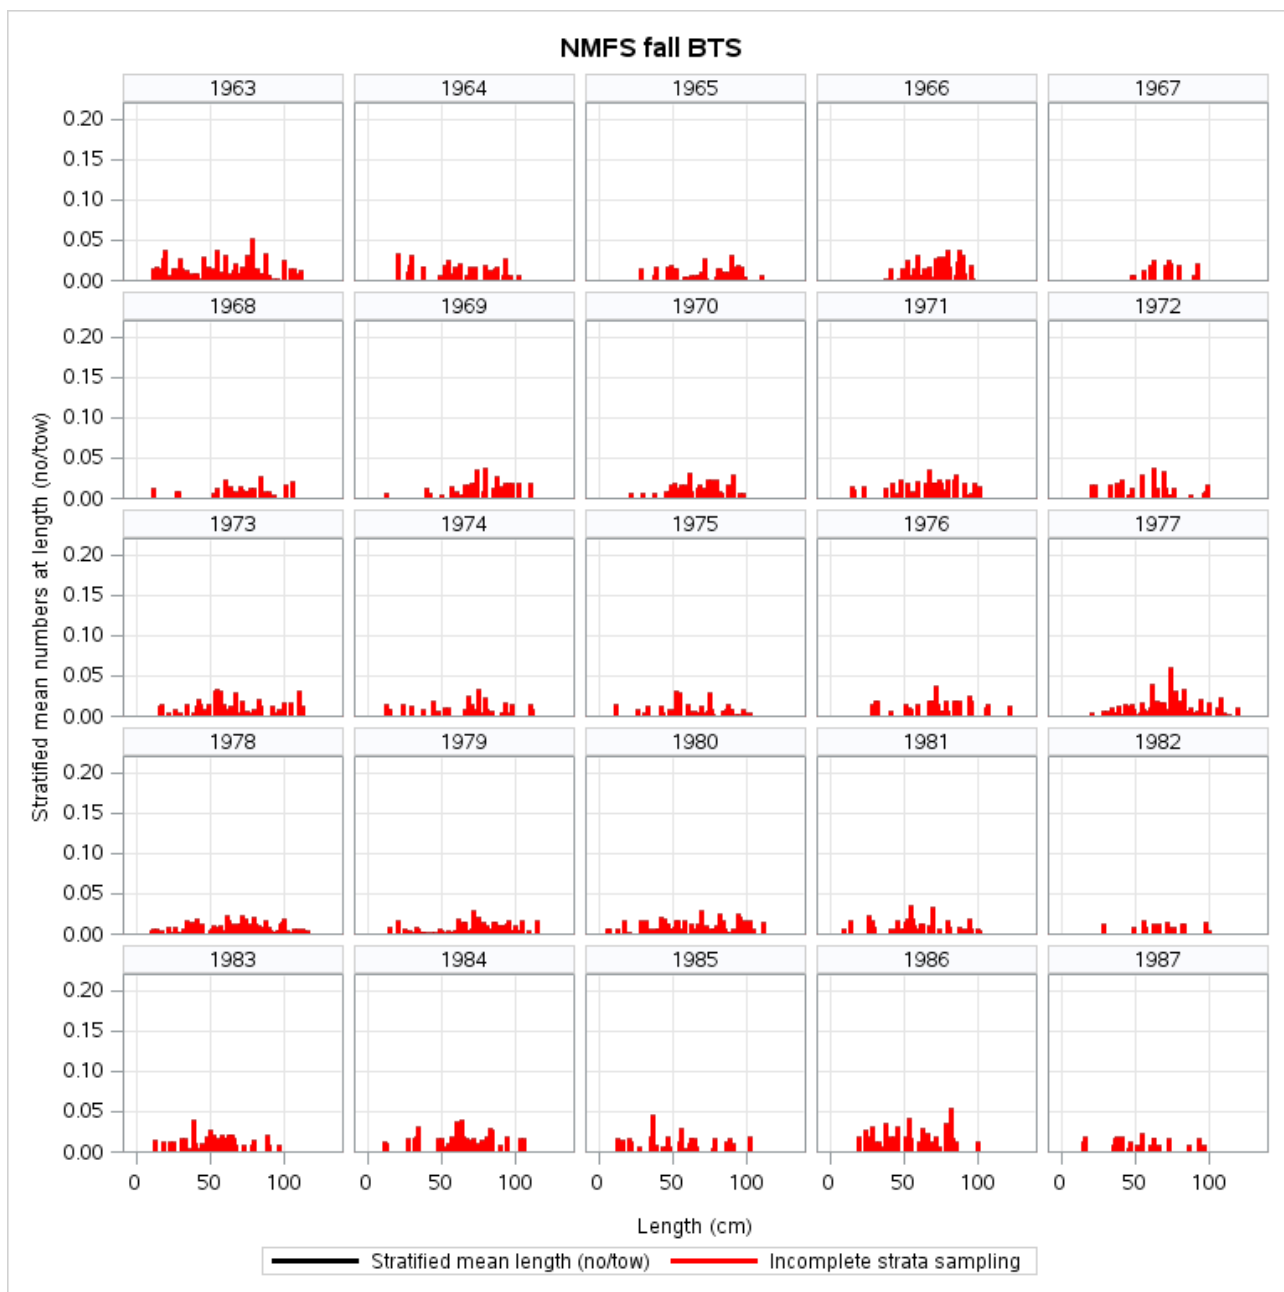 NMFS fall BTS
1963 1964 1965 1966 1967
0.20
0.15
0.10
0.05
0.00
1968 1969 1970 1971 1972
0.20
0.15
0.10
0.05
0.00
1973 1974 1975 1976 1977
0.20
0.15
0.10
0.05
0.00
1978 1979 1980 1981 1982
0.20
0.15
0.10
0.05
0.00
1983 1984 1985 1986 1987
0.20
0.15
0.10
0.05
0.00
Stratified mean numbers at length (no/tow)
0 50 100 0 50 100 0 50 100 0 50 100 0 50 100
Length (cm)
Stratified mean length (no/tow) Incomplete strata sampling